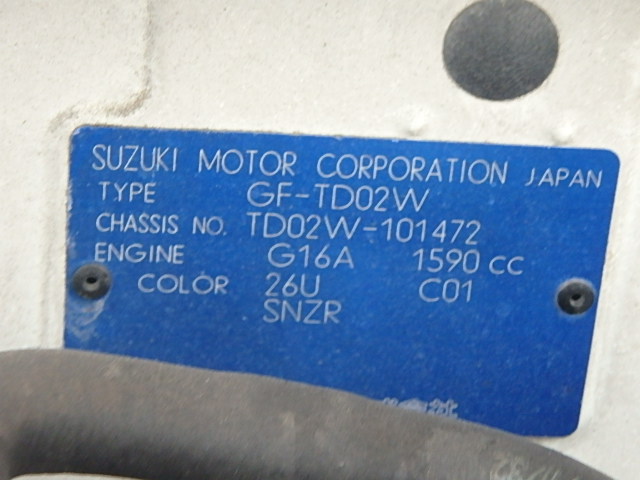 SUZUKI MOTOR CORPORATION JAPAN
TYPE GF-TD02W
CHASSIS NO. TD02W-101472
ENGINE G16A 1590 cc
COLOR 26U C01
SNZR